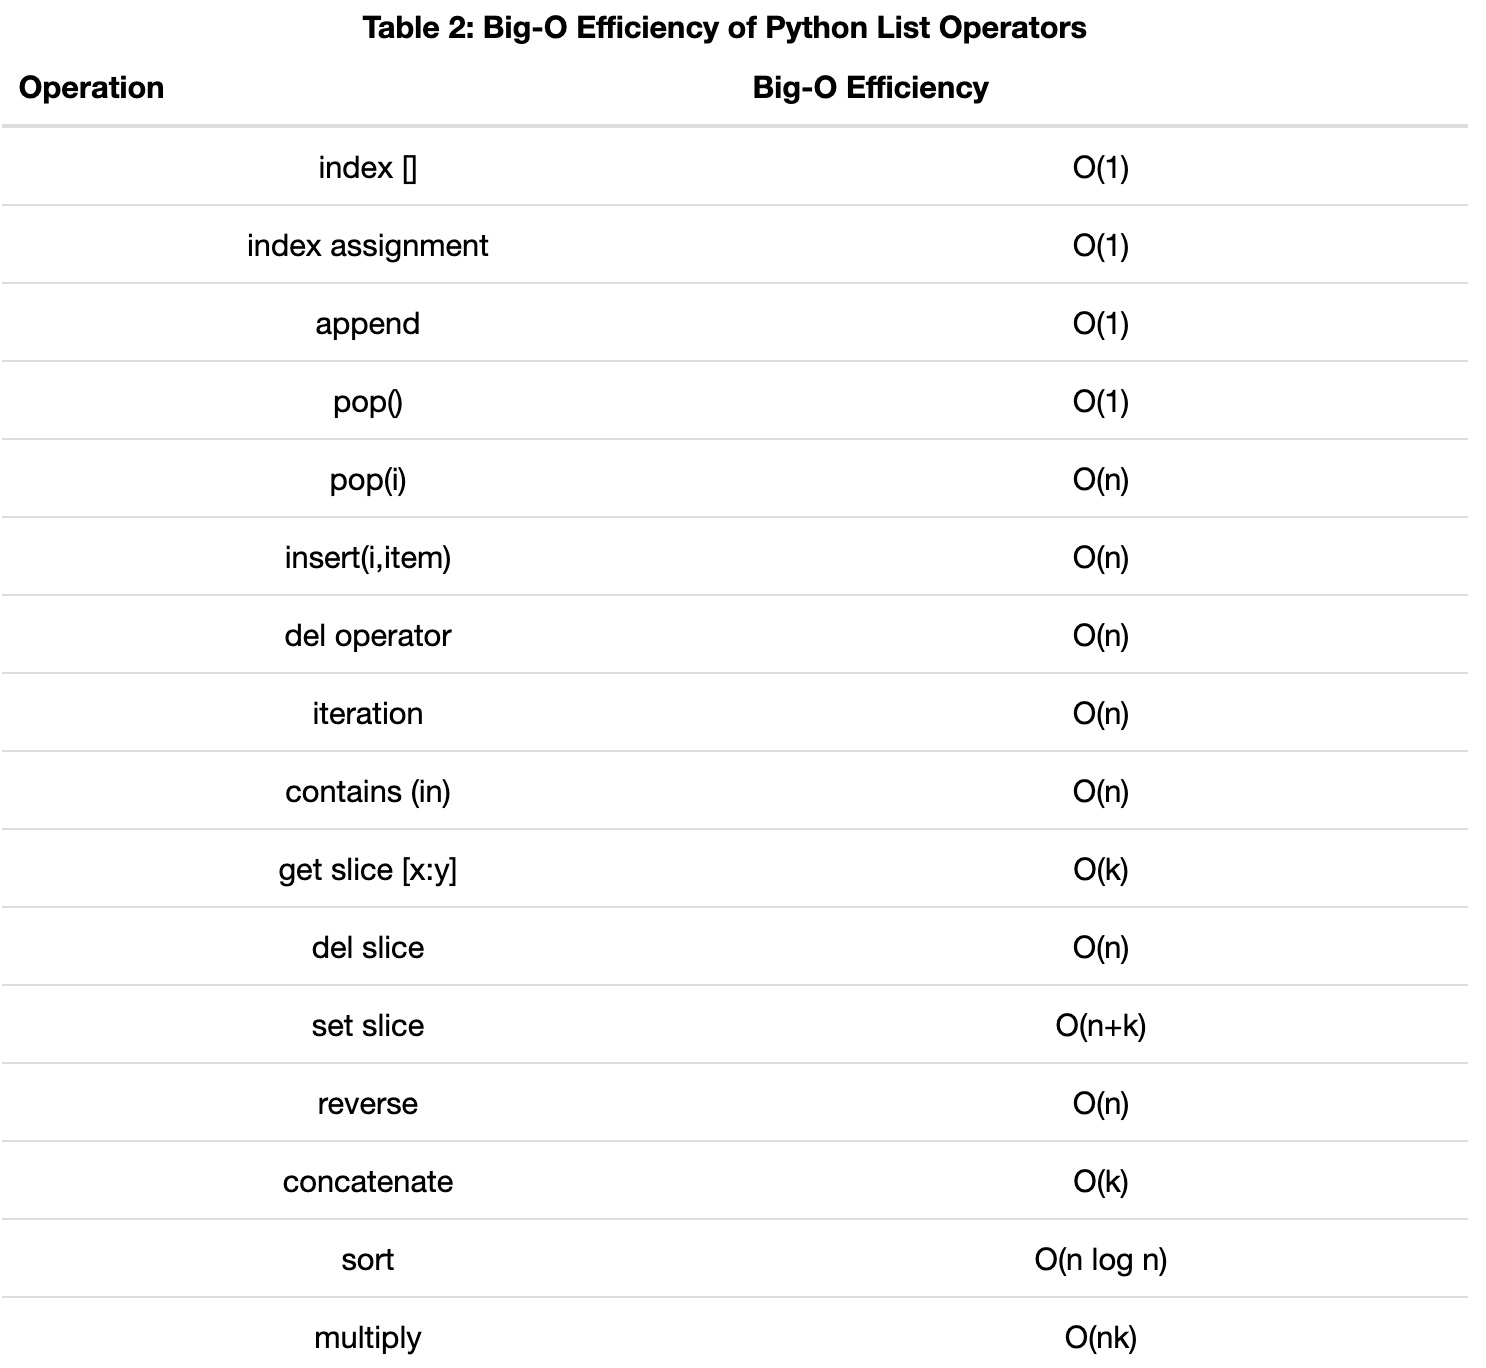 Table 2: Big-O Efficiency of Python List Operators
Operation Big-O Efficiency
index [] O(1)
index assignment O(1)
append O(1)
pop() O(1)
pop(i) O(n)
insert(i,item) O(n)
del operator O(n)
iteration O(n)
contains (in) O(n)
get slice [x:y] O(k)
del slice O(n)
set slice O(n+k)
reverse O(n)
concatenate O(k)
sort O(n log n)
multiply O(nk)